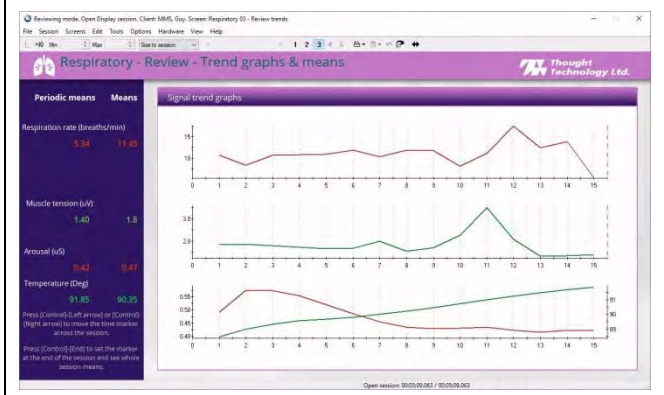 Reviewing mode. Open Display session. Client: MMS, Guy. Screen: Respiratory 03 - Review trends
File Session Screens Edit Tools Options Hardware View Help
Min Max Size to session 1 2 3 4 5
Respiratory - Review - Trend graphs & means
Thought
Technology Ltd.
Periodic means Means
Signal trend graphs
Respiration rate (breaths/min)
5.34 11.45
15
10
0 1 2 3 4 5 6 7 8 9 10 11 12 13 14 15
Muscle tension (uV)
1.40 1.8
3.0
2.0
0 1 2 3 4 5 6 7 8 9 10 11 12 13 14 15
Arousal (uS)
0.42 0.47
Temperature (Deg)
91.85 90.35
0.55
0.50
0.45
0.40
91
90
89
0 1 2 3 4 5 6 7 8 9 10 11 12 13 14 15
Press [Control]-[Left arrow] or [Control]-
[Right arrow] to move the time marker
across the session.
Press [Control]-[End] to set the marker
at the end of the session and see whole
session means.
Open session: 00:05:09.063 / 00:05:09.063